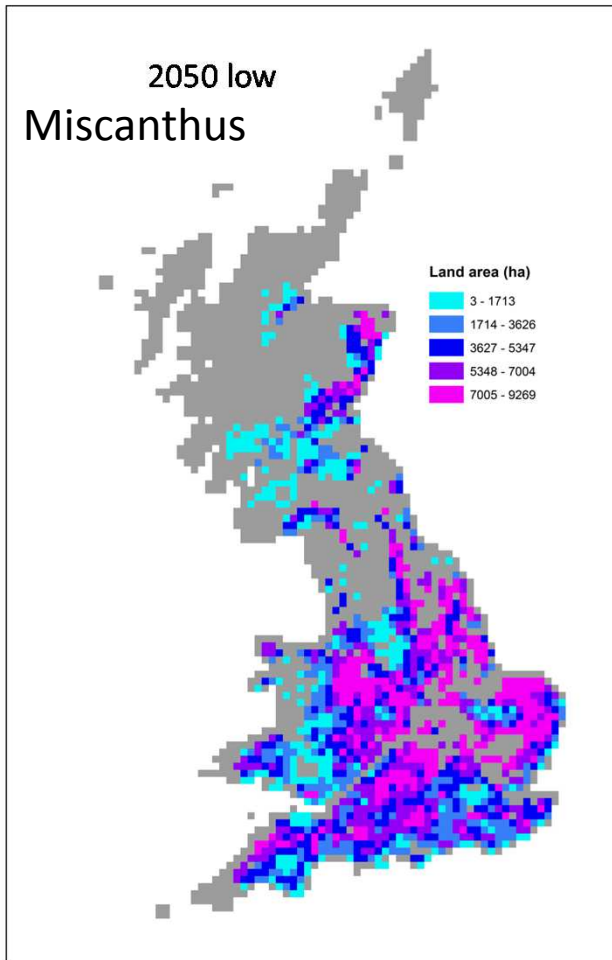 2050 low
Miscanthus
Land area (ha)
3 - 1713
1714 - 3626
3627 - 5347
5348 - 7004
7005 - 9269